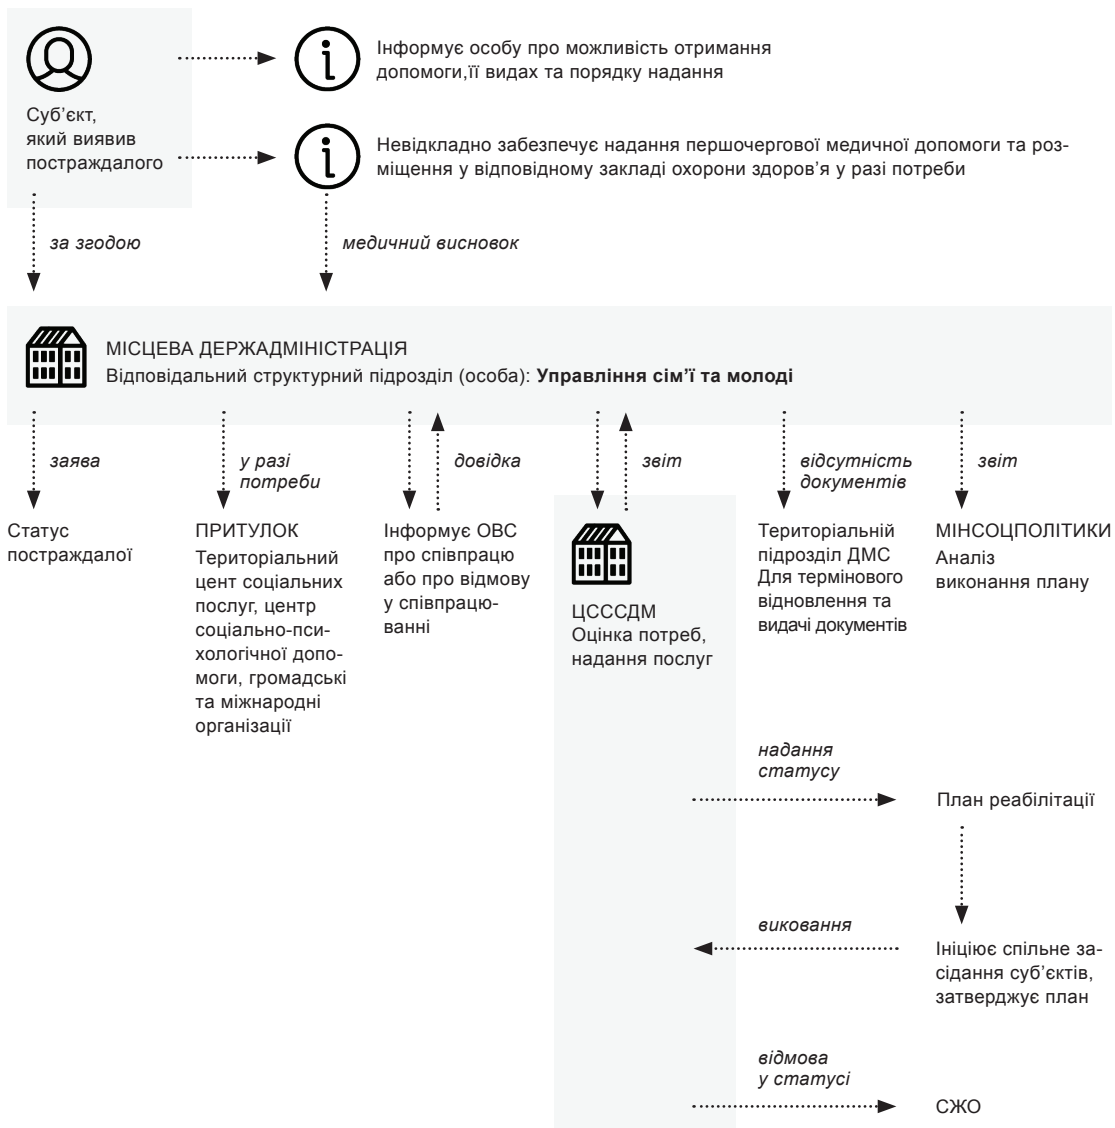 Інформує особу про можливість отримання
допомоги,її видах та порядку надання
Суб’єкт,
який виявив
постраждалого
Невідкладно забезпечує надання першочергової медичної допомоги та роз-
міщення у відповідному закладі охорони здоров’я у разі потреби
за згодою
медичний висновок
МІСЦЕВА ДЕРЖАДМІНІСТРАЦІЯ
Відповідальний структурний підрозділ (особа): Управління сім’ї та молоді
заява
у разі
потреби
довідка
звіт
відсутність
документів
звіт
Статус
постраждалої
ПРИТУЛОК
Територіальний
цент соціальних
послуг, центр
соціально-пси-
хологічної допо-
моги, громадські
та міжнародні
організації
Інформує ОВС
про співпрацю
або про відмову
у співпрацю-
ванні
ЦСССДМ
Оцінка потреб,
надання послуг
Територіальній
підрозділ ДМС
Для термінового
відновлення та
видачі документів
МІНСОЦПОЛІТИКИ
Аналіз
виконання плану
надання
статусу
План реабілітації
виковання
Ініціює спільне за-
сідання суб’єктів,
затверджує план
відмова
у статусі
СЖО